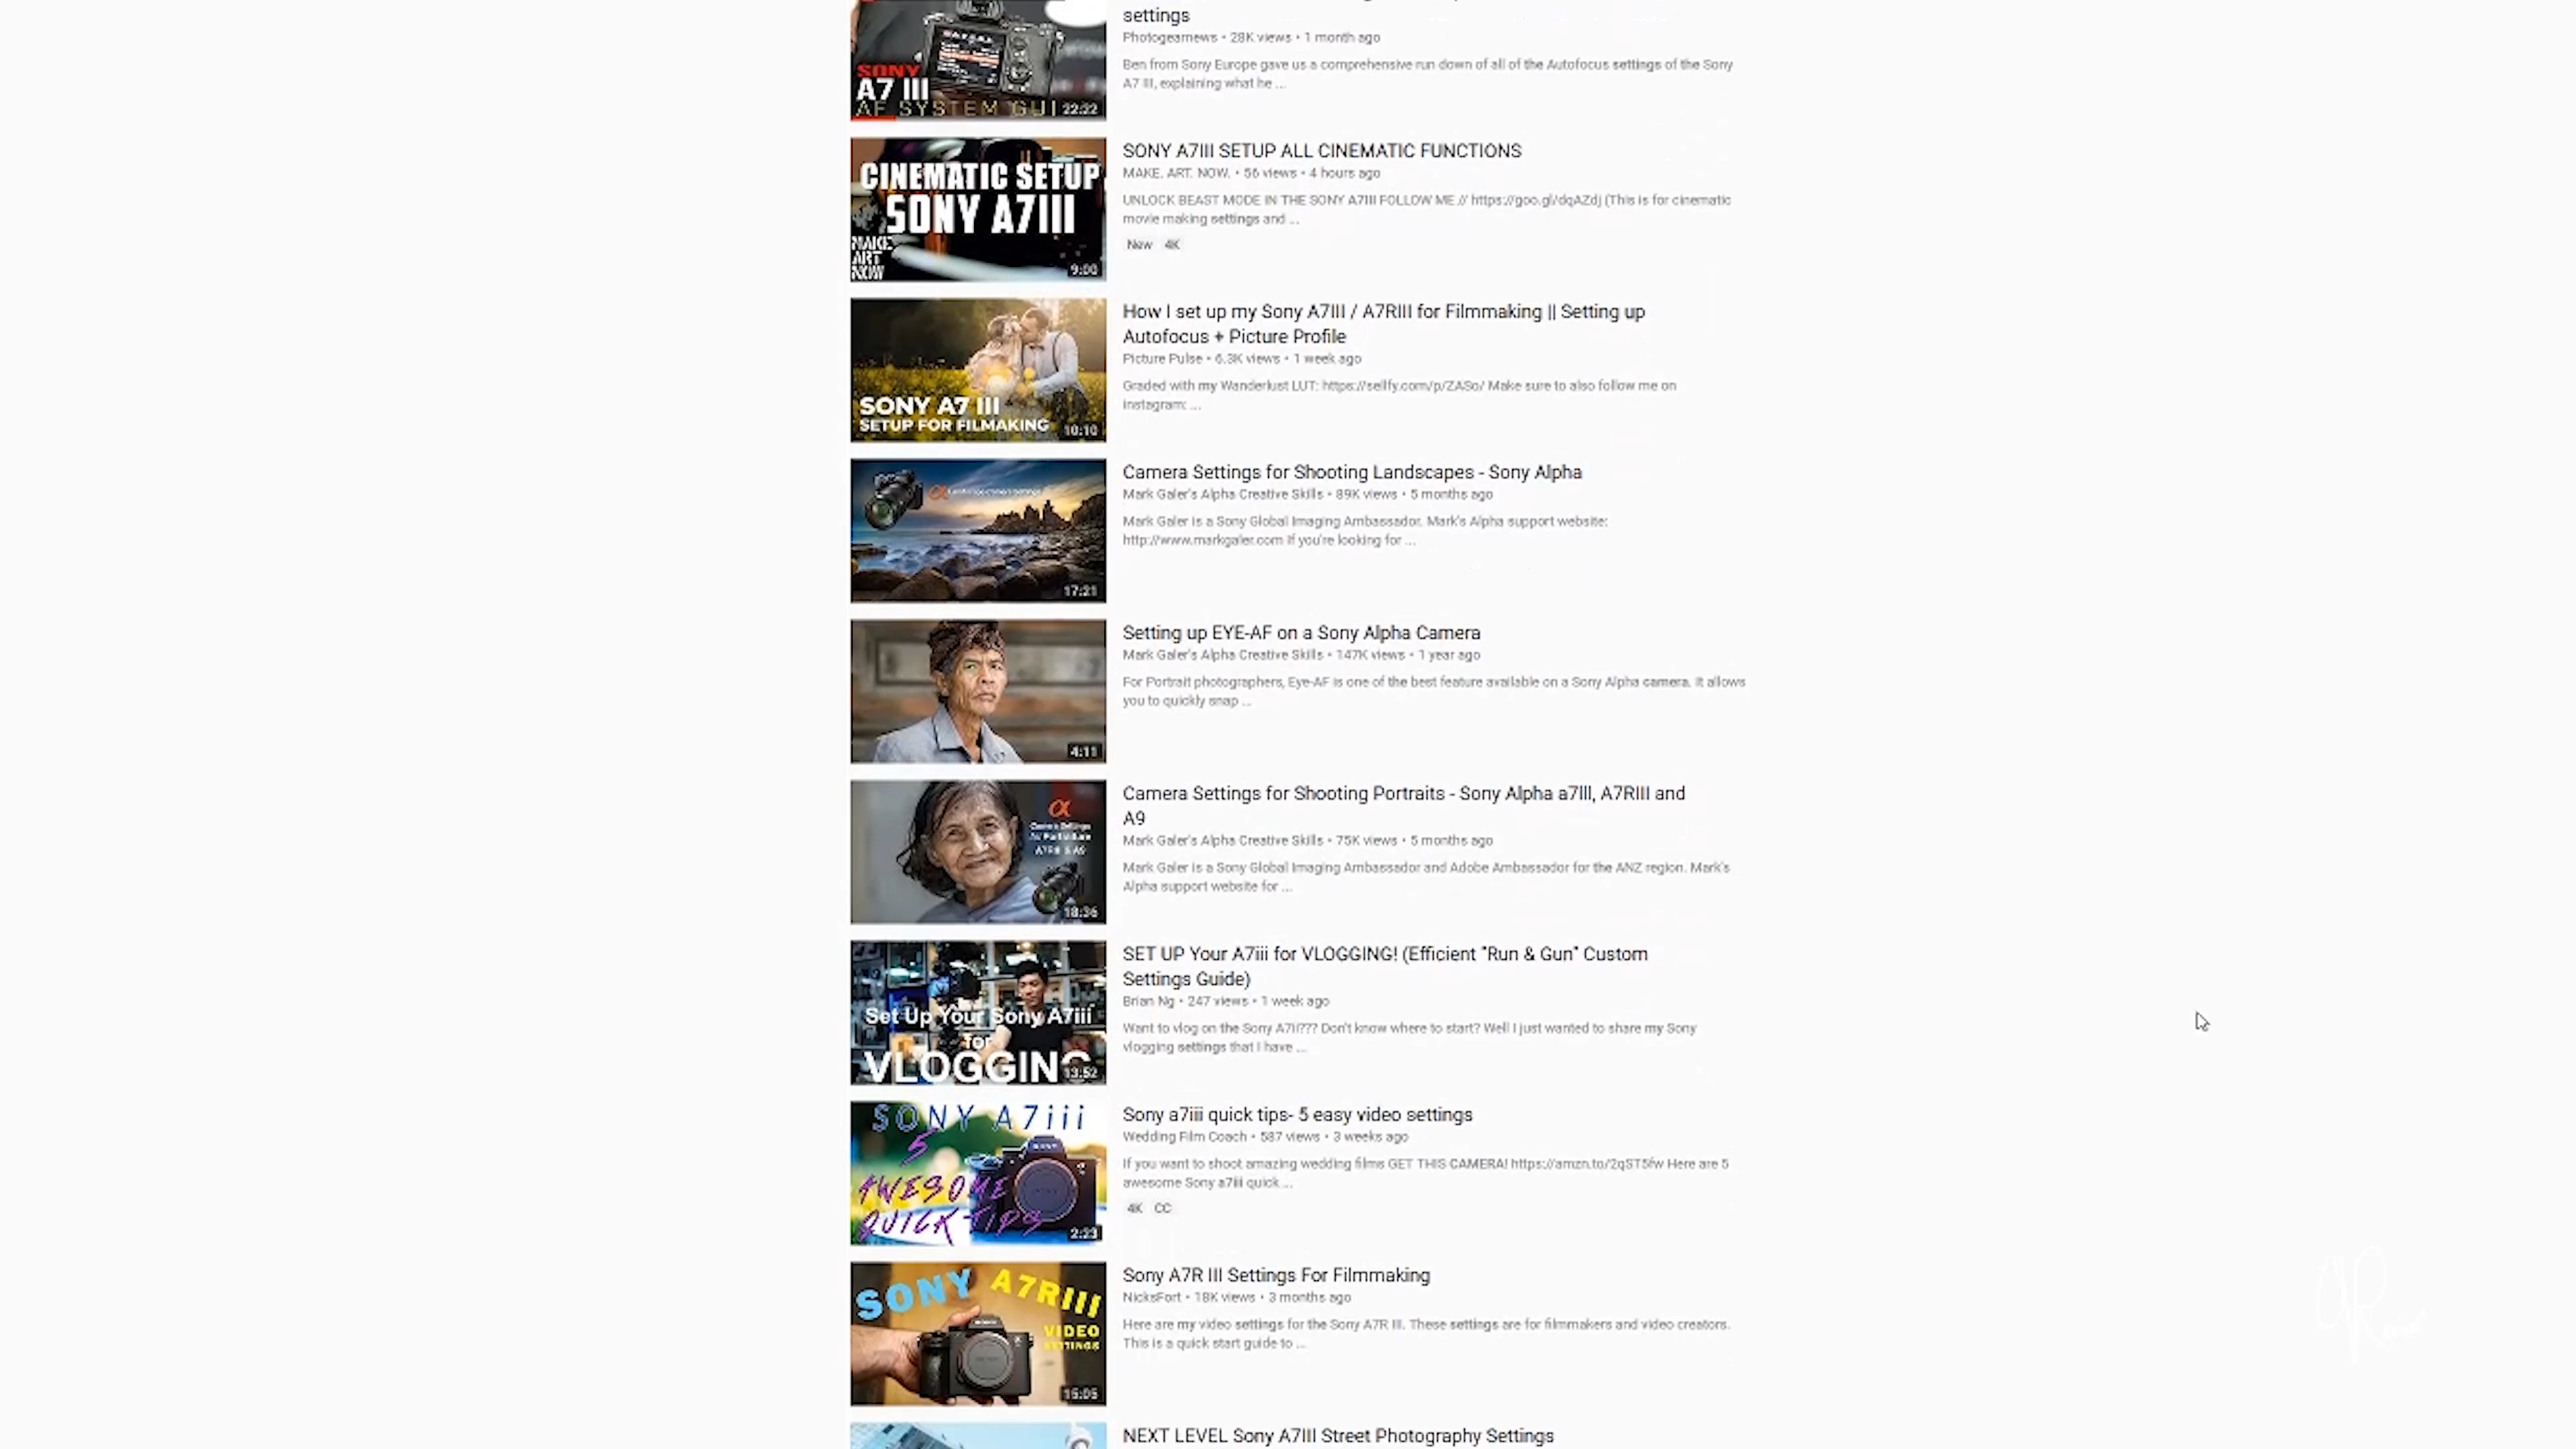 settings
Photogearnews • 28K views • 1 month ago
Ben from Sony Europe gave us a comprehensive run down of all of the Autofocus settings of the Sony
A7 III, explaining what he ...
SONY
A7 III
AF SYSTEM GUI
22:22
SONY A7III SETUP ALL CINEMATIC FUNCTIONS
MAKE. ART. NOW. • 56 views • 4 hours ago
UNLOCK BEAST MODE IN THE SONY A7III FOLLOW ME // https://goo.gl/dqAZdj (This is for cinematic
movie making settings and ...
New 4K
CINEMATIC SETUP
SONY A7III
MAKE
ART
NOW
9:00
How I set up my Sony A7III / A7RIII for Filmmaking || Setting up
Autofocus + Picture Profile
Picture Pulse • 6.3K views • 1 week ago
Graded with my Wanderlust LUT: https://sellfy.com/p/ZASo/ Make sure to also follow me on
instagram: ...
SONY A7 III
SETUP FOR FILMAKING
10:10
Camera Settings for Shooting Landscapes - Sony Alpha
Mark Galer's Alpha Creative Skills • 89K views • 5 months ago
Mark Galer is a Sony Global Imaging Ambassador. Mark's Alpha support website:
http://www.markgaler.com If you're looking for ...
17:21
Setting up EYE-AF on a Sony Alpha Camera
Mark Galer's Alpha Creative Skills • 147K views • 1 year ago
For Portrait photographers, Eye-AF is one of the best feature available on a Sony Alpha camera. It allows
you to quickly snap ...
4:11
Camera Settings for Shooting Portraits - Sony Alpha a7III, A7RIII and
A9
Mark Galer's Alpha Creative Skills • 75K views • 5 months ago
Mark Galer is a Sony Global Imaging Ambassador and Adobe Ambassador for the ANZ region. Mark's
Alpha support website for ...
18:36
SET UP Your A7iii for VLOGGING! (Efficient "Run & Gun" Custom
Settings Guide)
Brian Ng • 247 views • 1 week ago
Want to vlog on the Sony A7ii??? Don't know where to start? Well I just wanted to share my Sony
vlogging settings that I have ...
Set Up Your Sony A7iii
for
VLOGGING
13:52
Sony a7iii quick tips- 5 easy video settings
Wedding Film Coach • 587 views • 3 weeks ago
If you want to shoot amazing wedding films GET THIS CAMERA! https://amzn.to/2qST5fw Here are 5
awesome Sony a7iii quick ...
4K CC
SONY A7iii
5
AWESOME
QUICK TIPS
2:23
Sony A7R III Settings For Filmmaking
NicksFort • 18K views • 3 months ago
Here are my video settings for the Sony A7R III. These settings are for filmmakers and video creators.
This is a quick start guide to ...
SONY A7RIII
VIDEO
SETTINGS
15:05
NEXT LEVEL Sony A7III Street Photography Settings